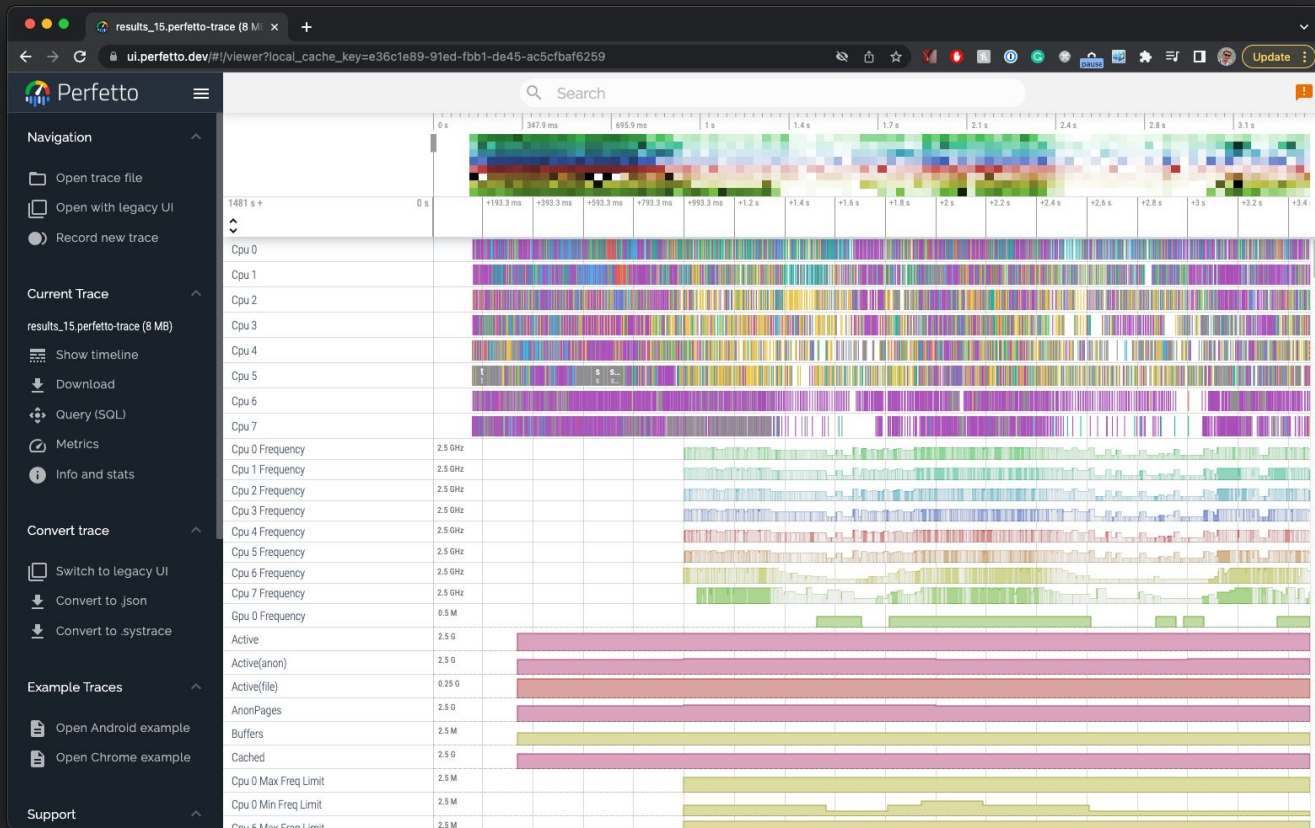 results_15.perfetto-trace (8 M
ui.perfetto.dev/#!/viewer?local_cache_key=e36c1e89-91ed-fbb1-de45-ac5cfbaf6259
pause
Update
Perfetto
Search
Navigation
Open trace file
Open with legacy UI
Record new trace
Current Trace
results_15.perfetto-trace (8 MB)
Show timeline
Download
Query (SQL)
Metrics
Info and stats
Convert trace
Switch to legacy UI
Convert to .json
Convert to .systrace
Example Traces
Open Android example
Open Chrome example
Support
0 s 347.9 ms 695.9 ms 1 s 1.4 s 1.7 s 2.1 s 2.4 s 2.8 s 3.1 s
1481 s + 0 s +193.3 ms +393.3 ms +593.3 ms +793.3 ms +993.3 ms +1.2 s +1.4 s +1.6 s +1.8 s +2 s +2.2 s +2.4 s +2.6 s +2.8 s +3 s +3.2 s +3.4
Cpu 0
Cpu 1
Cpu 2
Cpu 3
Cpu 4
Cpu 5 t s s...
t s s...
Cpu 6
Cpu 7
Cpu 0 Frequency 2.5 GHz
Cpu 1 Frequency 2.5 GHz
Cpu 2 Frequency 2.5 GHz
Cpu 3 Frequency 2.5 GHz
Cpu 4 Frequency 2.5 GHz
Cpu 5 Frequency 2.5 GHz
Cpu 6 Frequency 2.5 GHz
Cpu 7 Frequency 2.5 GHz
Gpu 0 Frequency 0.5 M
Active 2.5 G
Active(anon) 2.5 G
Active(file) 0.25 G
AnonPages 2.5 G
Buffers 2.5 M
Cached 2.5 G
Cpu 0 Max Freq Limit 2.5 M
Cpu 0 Min Freq Limit 2.5 M
Cpu 6 Max Freq Limit 2.5 M